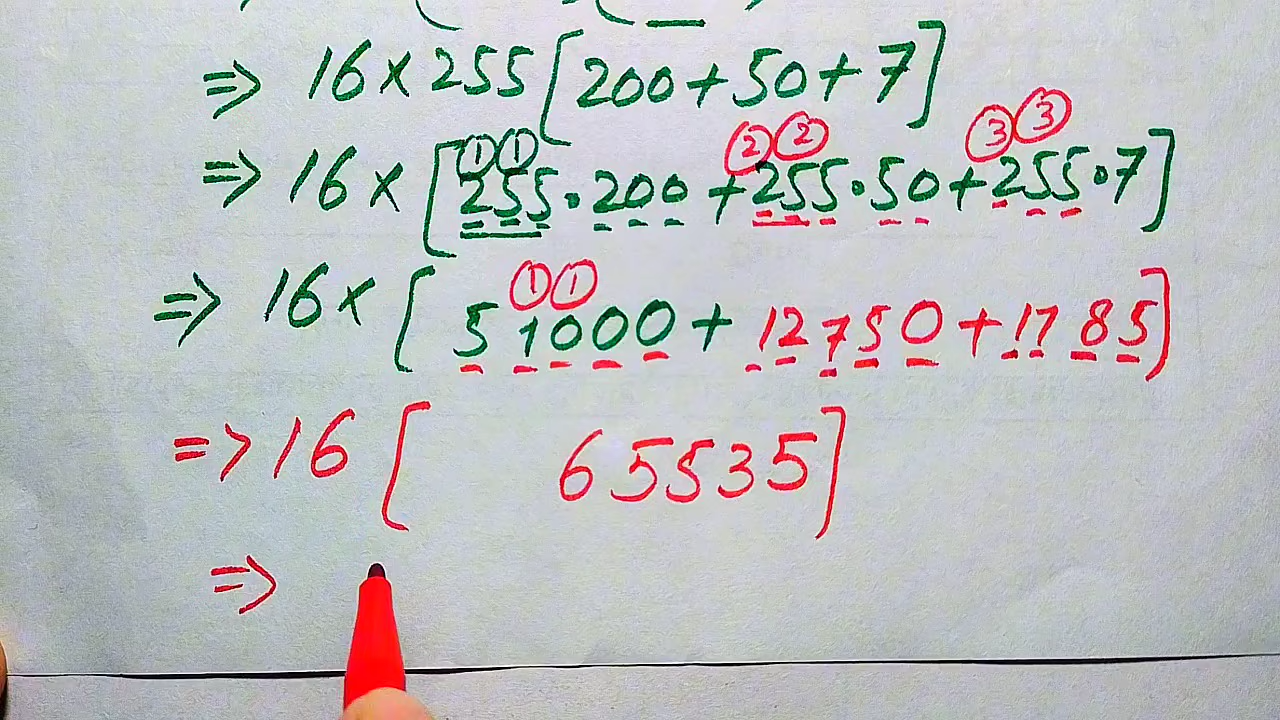 => 16 × 255 [200 + 50 + 7]
① ① ② ② ③ ③
=> 16 × [255 • 200 + 255 • 50 + 255 • 7]
① ①
=> 16 × [51000 + 12750 + 1785]
=> 16 [65535]
=>